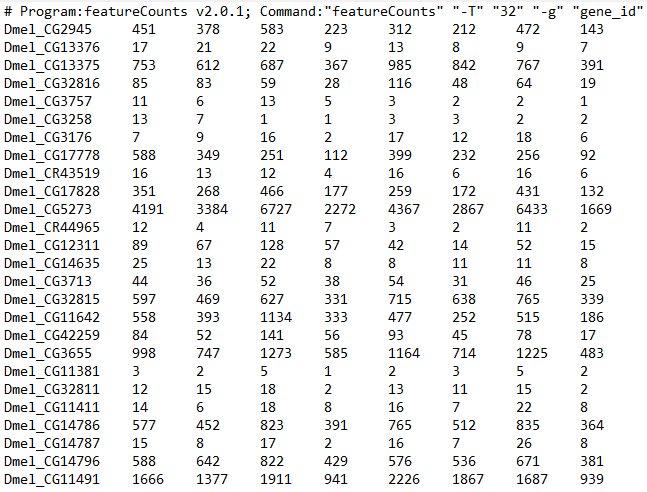 # Program:featureCounts v2.0.1; Command:"featureCounts" "-T" "32" "-g" "gene_id"
Dmel_CG2945 451 378 583 223 312 212 472 143
Dmel_CG13376 17 21 22 9 13 8 9 7
Dmel_CG13375 753 612 687 367 985 842 767 391
Dmel_CG32816 85 83 59 28 116 48 64 19
Dmel_CG3757 11 6 13 5 3 2 2 1
Dmel_CG3258 13 7 1 1 3 3 2 2
Dmel_CG3176 7 9 16 2 17 12 18 6
Dmel_CG17778 588 349 251 112 399 232 256 92
Dmel_CR43519 16 13 12 4 16 6 16 6
Dmel_CG17828 351 268 466 177 259 172 431 132
Dmel_CG5273 4191 3384 6727 2272 4367 2867 6433 1669
Dmel_CR44965 12 4 11 7 3 2 11 2
Dmel_CG12311 89 67 128 57 42 14 52 15
Dmel_CG14635 25 13 22 8 8 11 11 8
Dmel_CG3713 44 36 52 38 54 31 46 25
Dmel_CG32815 597 469 627 331 715 638 765 339
Dmel_CG11642 558 393 1134 333 477 252 515 186
Dmel_CG42259 84 52 141 56 93 45 78 17
Dmel_CG3655 998 747 1273 585 1164 714 1225 483
Dmel_CG11381 3 2 5 1 2 3 5 2
Dmel_CG32811 12 15 18 2 13 11 15 2
Dmel_CG11411 14 6 18 8 16 7 22 8
Dmel_CG14786 577 452 823 391 765 512 835 364
Dmel_CG14787 15 8 17 2 16 7 26 8
Dmel_CG14796 588 642 822 429 576 536 671 381
Dmel_CG11491 1666 1377 1911 941 2226 1867 1687 939